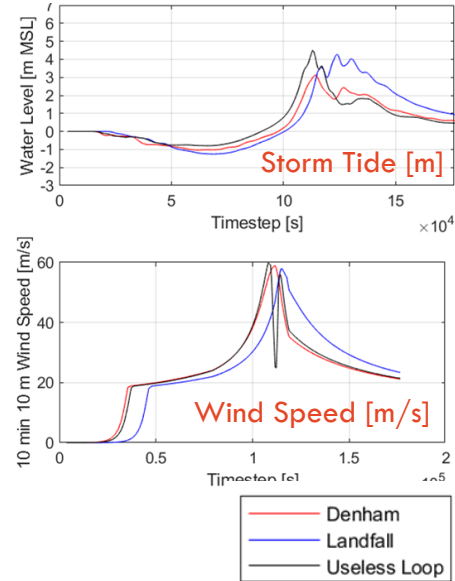 7
6
5
4
3
2
1
0
-1
-2
-3
Water Level [m MSL]
Storm Tide [m]
0 5 10 15
Timestep [s]
×10⁴
60
40
20
0
10 min 10 m Wind Speed [m/s]
Wind Speed [m/s]
0 0.5 1 1.5 2
Timestep [s]
×10⁵
Denham
Landfall
Useless Loop